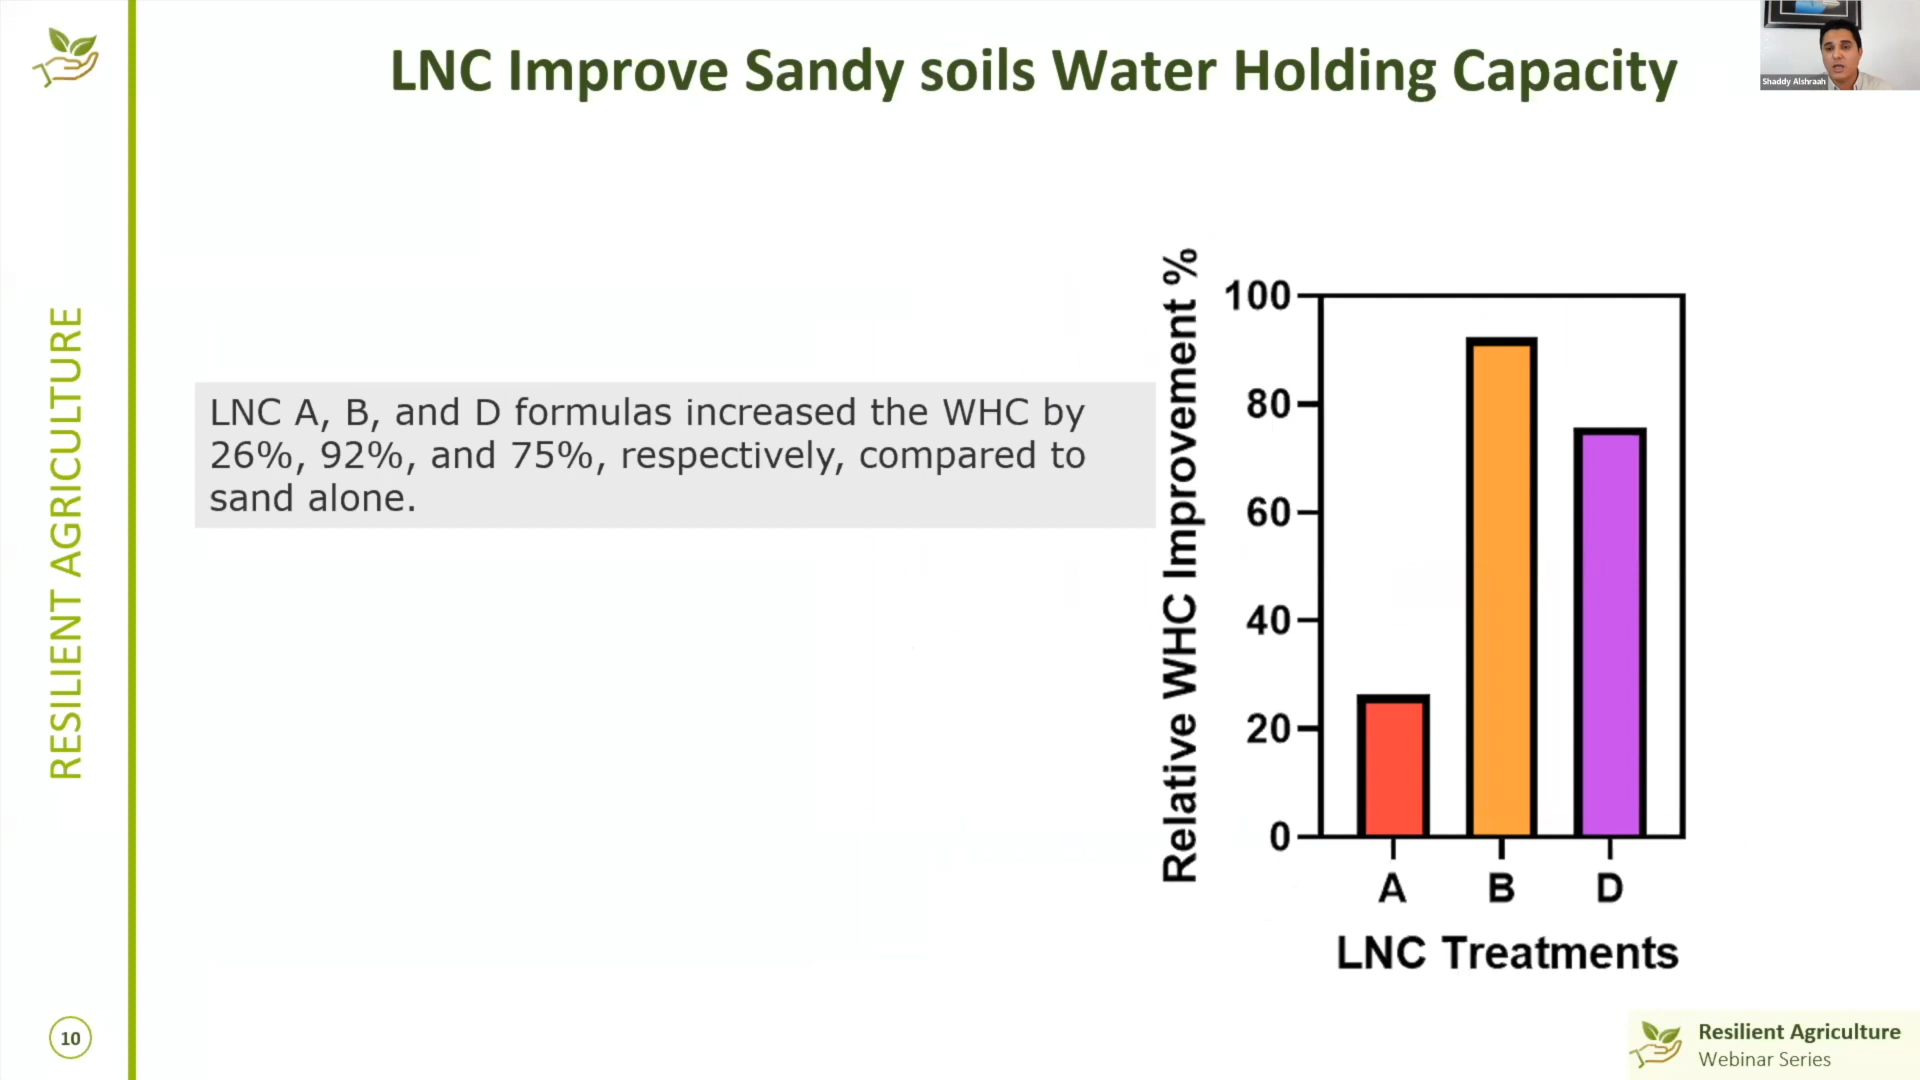 LNC Improve Sandy soils Water Holding Capacity
Shaddy Alshraah
RESILIENT AGRICULTURE
LNC A, B, and D formulas increased the WHC by
26%, 92%, and 75%, respectively, compared to
sand alone.
Relative WHC Improvement %
100
80
60
40
20
0
A
B
D
LNC Treatments
10
Resilient Agriculture
Webinar Series